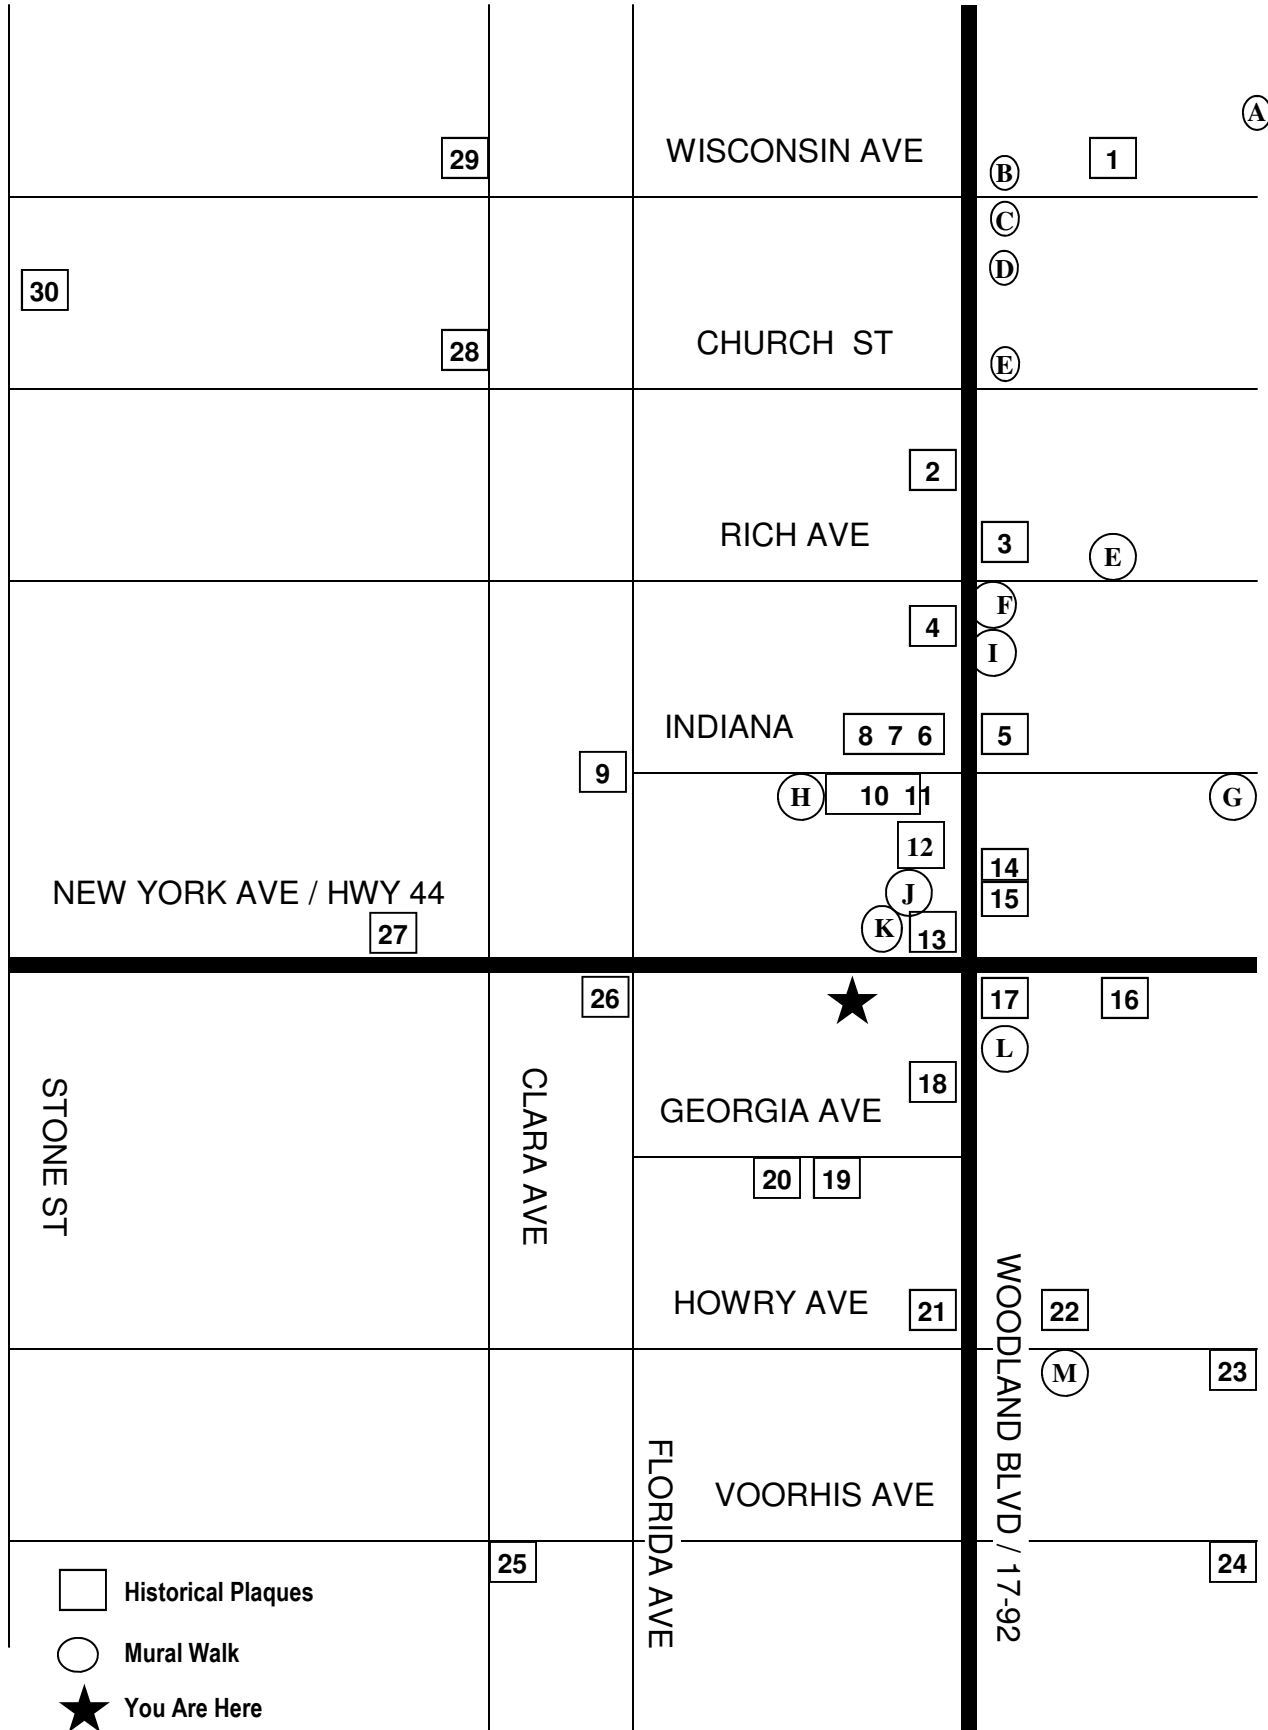 A
29
WISCONSIN AVE
1
B
C
D
30
28
CHURCH ST
E
2
RICH AVE
3
E
F
4
I
INDIANA
8 7 6
5
9
H
10 11
G
12
14
NEW YORK AVE / HWY 44
J
15
27
K
13
26
17
16
L
18
STONE ST
CLARA AVE
GEORGIA AVE
20
19
HOWRY AVE
21
WOODLAND BLVD / 17-92
22
M
23
FLORIDA AVE
VOORHIS AVE
25
24
Historical Plaques
Mural Walk
You Are Here